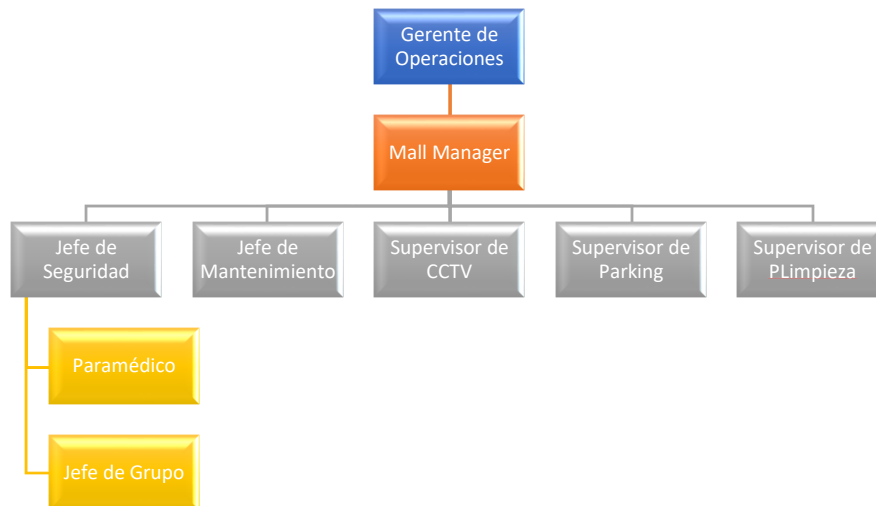 Gerente de
Operaciones
Mall Manager
Jefe de
Seguridad
Jefe de
Mantenimiento
Supervisor de
CCTV
Supervisor de
Parking
Supervisor de
PLimpieza
Paramédico
Jefe de Grupo